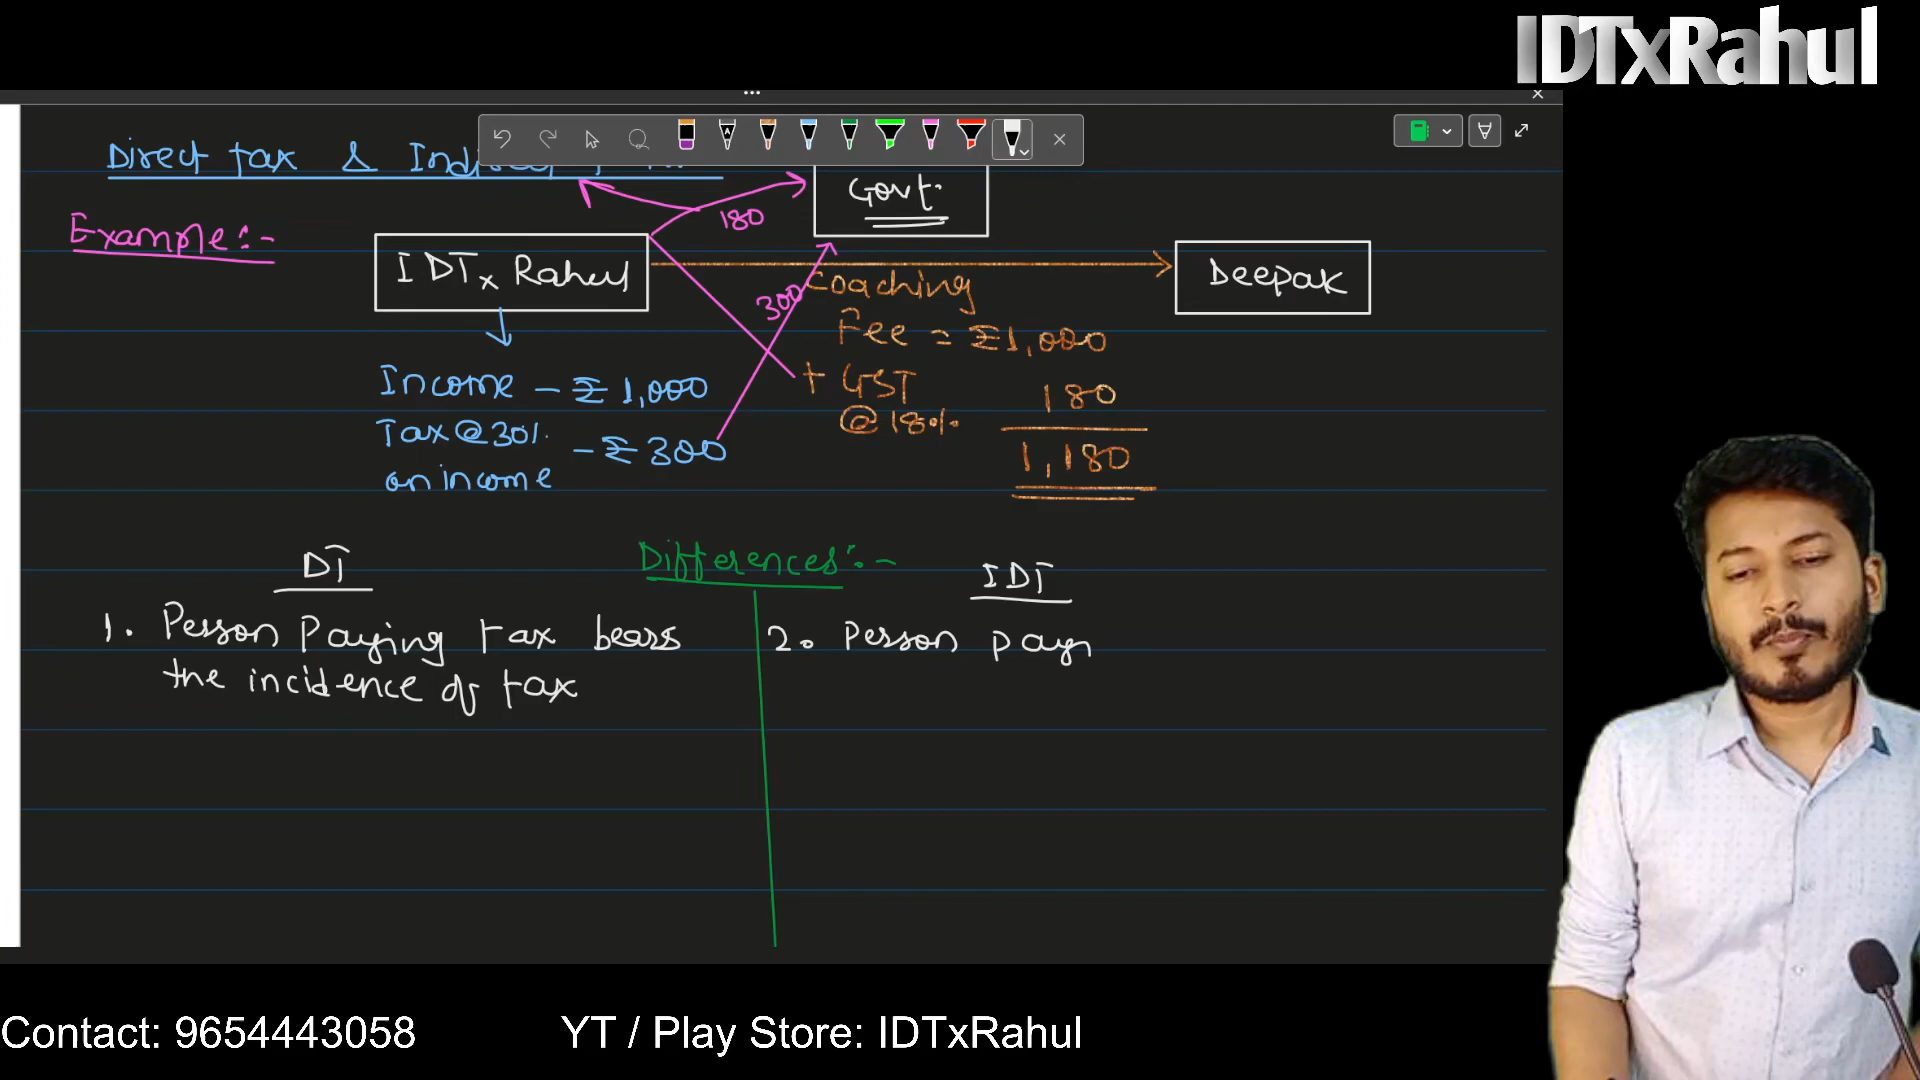 IDTxRahul
Direct tax & Indirect
Govt.
180
Example:-
IDTx Rahul
Deepak
300
Coaching
Fee = ₹1,000
+ GST
@18%
180
1,180
Income - ₹1,000
Tax@30%
on income
- ₹300
Differences:-
DT
IDT
1. Person Paying tax bears
the incidence of tax
2. Person payn
Contact: 9654443058
YT / Play Store: IDTxRahul